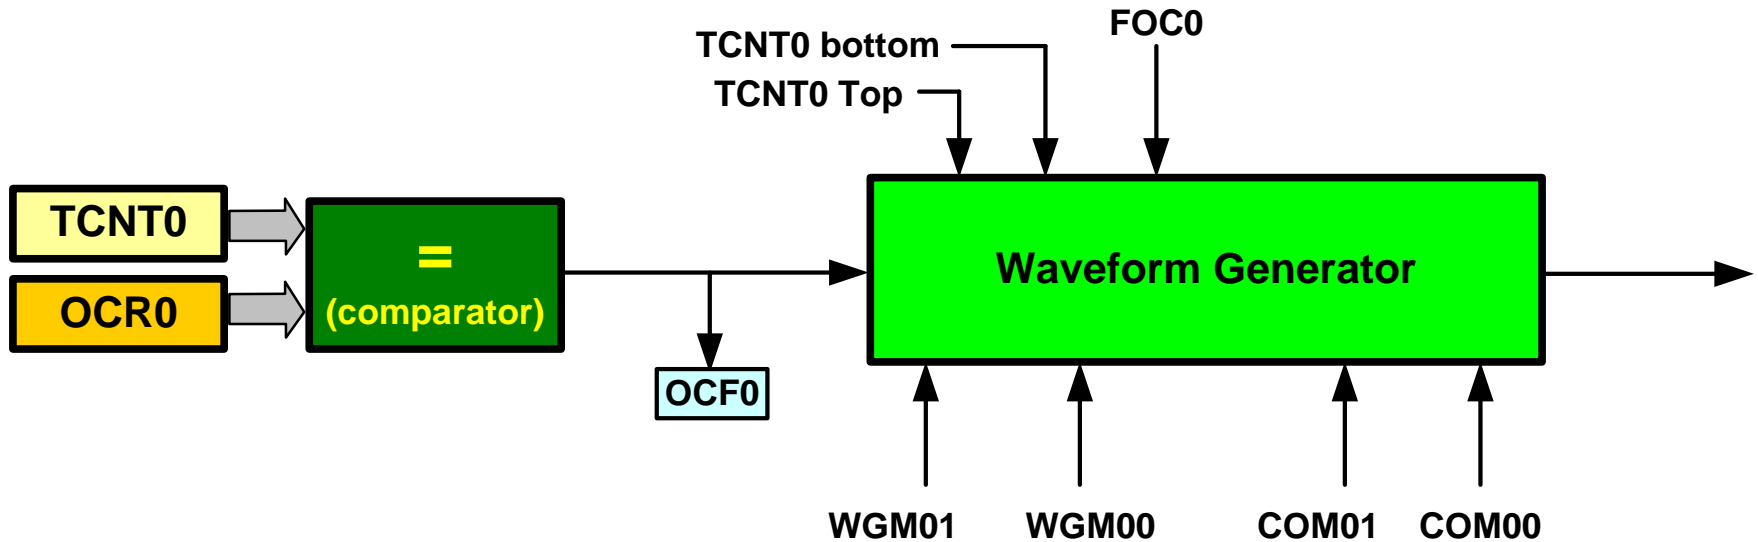 FOC0
TCNT0 bottom
TCNT0 Top
TCNT0
OCR0
=
(comparator)
Waveform Generator
OCF0
WGM01
WGM00
COM01
COM00